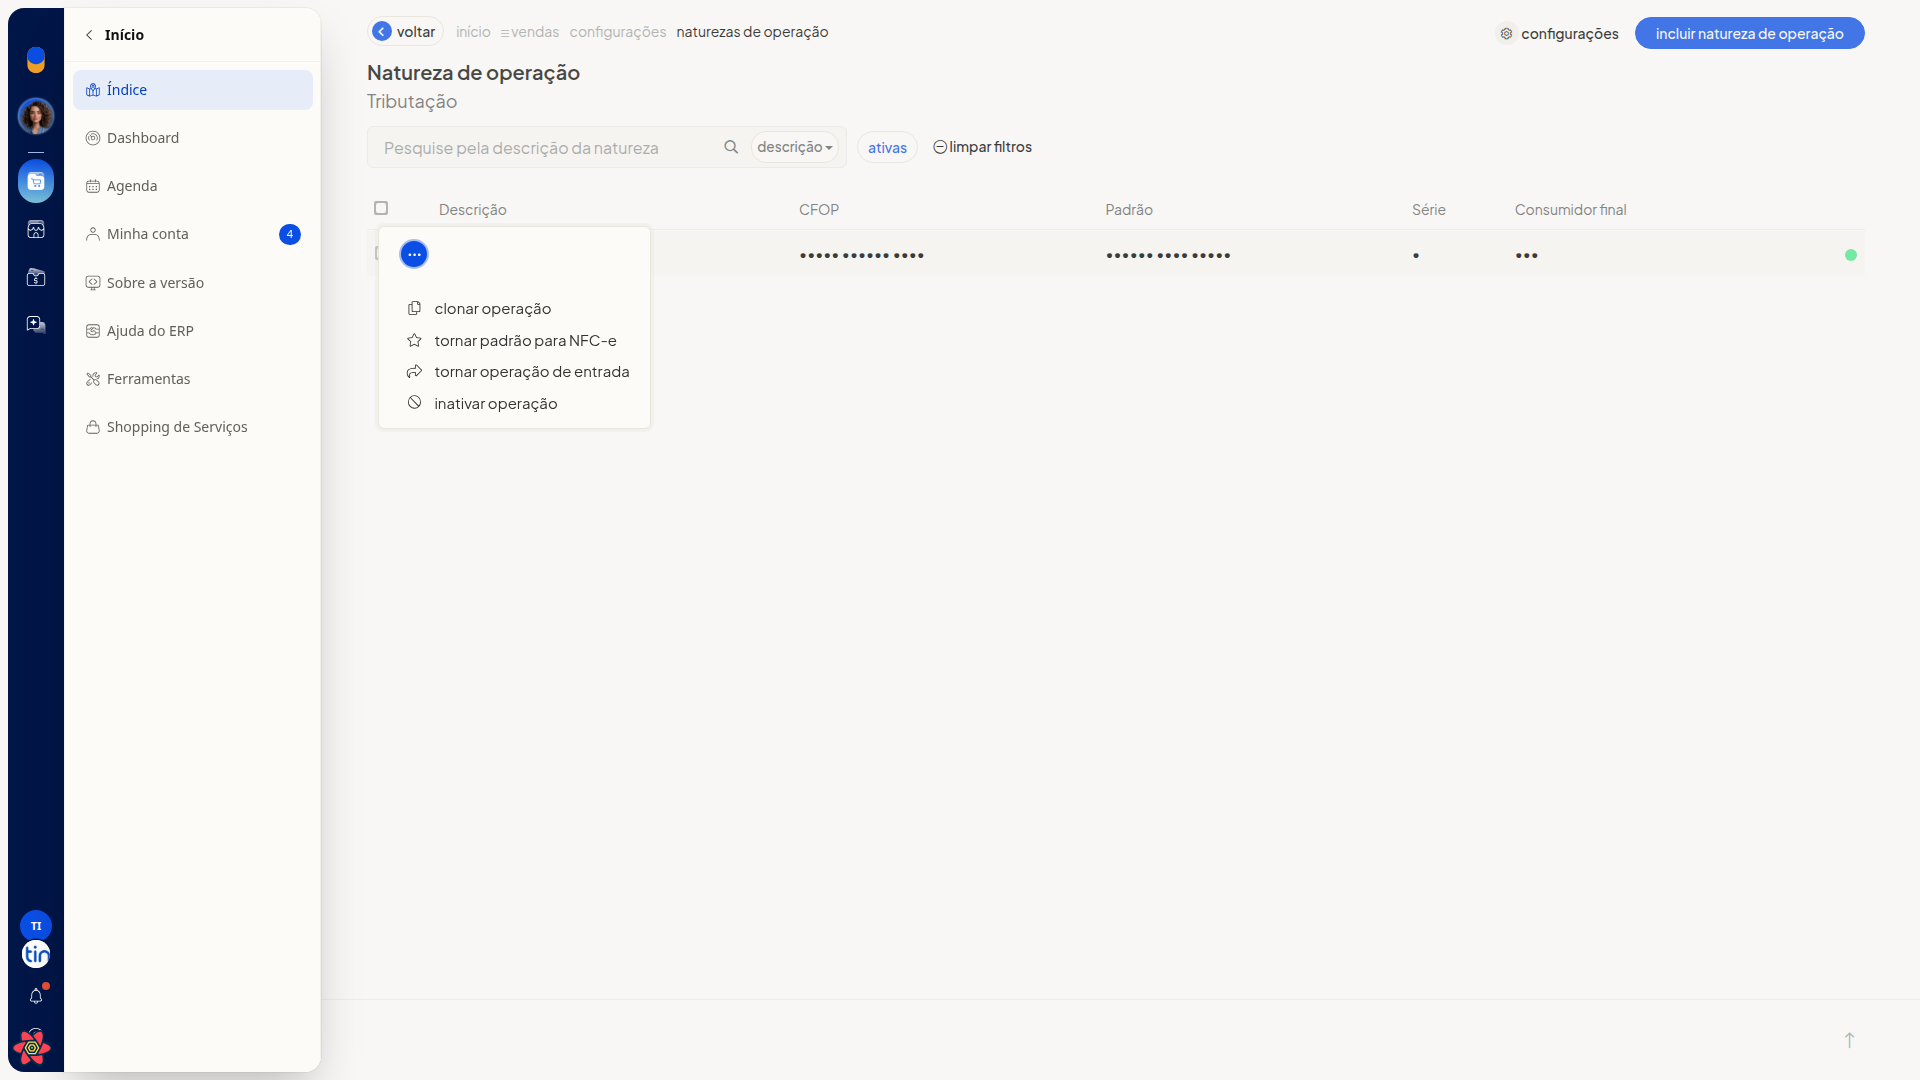 Início
Índice
Dashboard
Agenda
Minha conta 4
Sobre a versão
Ajuda do ERP
Ferramentas
Shopping de Serviços
TI
tin
voltar início vendas configurações naturezas de operação
configurações incluir natureza de operação
Natureza de operação
Tributação
Pesquise pela descrição da natureza descrição ativas limpar filtros
Descrição CFOP Padrão Série Consumidor final
••••• •••••• •••• •••••• •••• ••••• • •••
clonar operação
tornar padrão para NFC-e
tornar operação de entrada
inativar operação